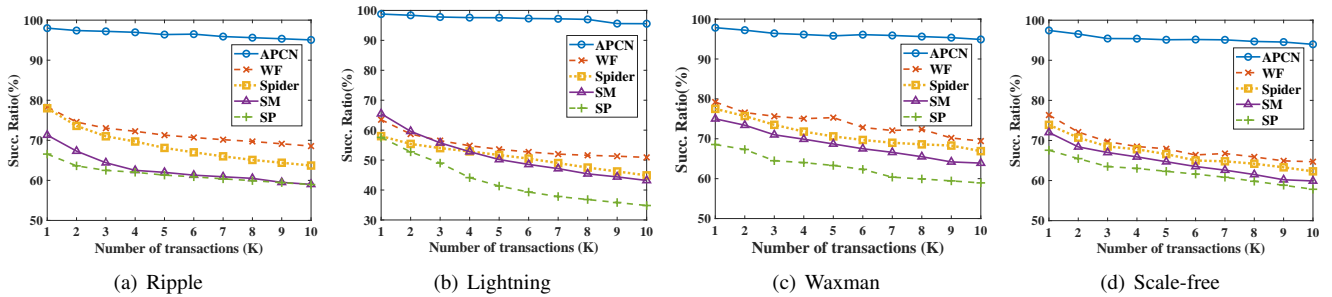 Succ. Ratio(%)
100
90
80
70
60
50
1 2 3 4 5 6 7 8 9 10
Number of transactions (K)
APCN
WF
Spider
SM
SP
(a) Ripple
Succ. Ratio(%)
100
90
80
70
60
50
40
30
1 2 3 4 5 6 7 8 9 10
Number of transactions (K)
APCN
WF
Spider
SM
SP
(b) Lightning
Succ. Ratio(%)
100
90
80
70
60
50
1 2 3 4 5 6 7 8 9 10
Number of transactions (K)
APCN
WF
Spider
SM
SP
(c) Waxman
Succ. Ratio(%)
100
90
80
70
60
50
1 2 3 4 5 6 7 8 9 10
Number of transactions (K)
APCN
WF
Spider
SM
SP
(d) Scale-free